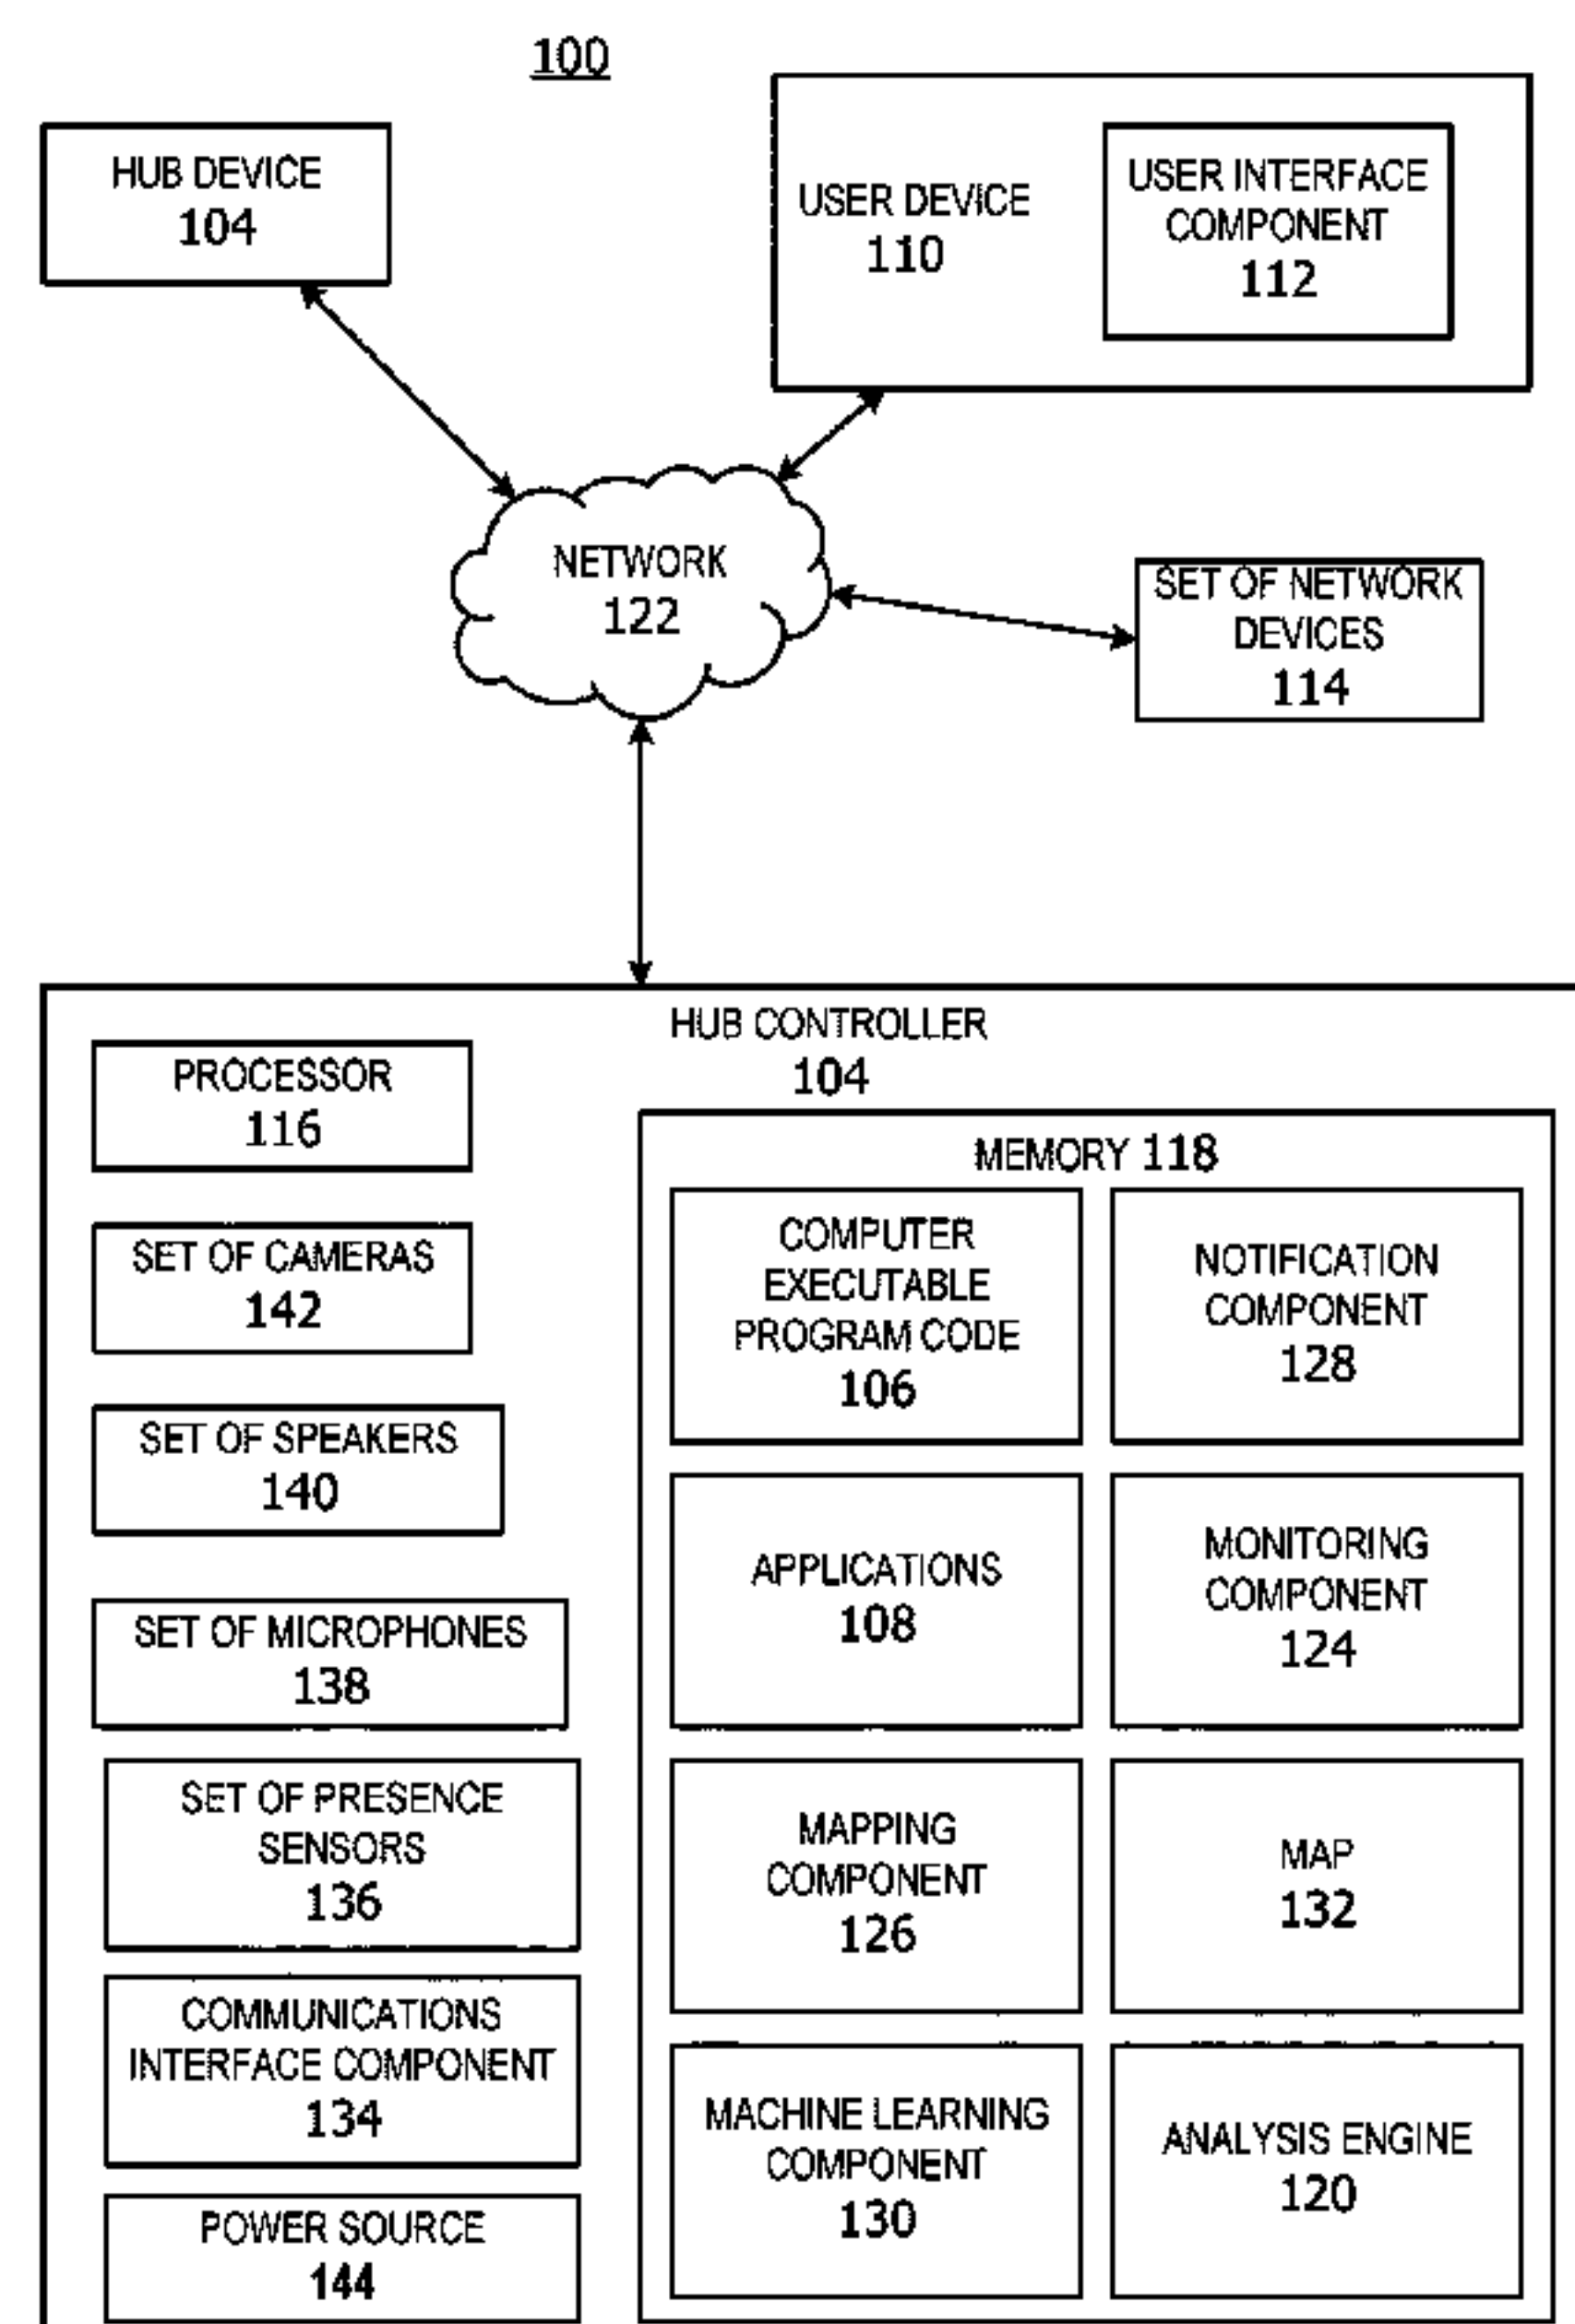 100
HUB DEVICE
104
USER DEVICE
110
USER INTERFACE
COMPONENT
112
NETWORK
122
SET OF NETWORK
DEVICES
114
HUB CONTROLLER
104
PROCESSOR
116
SET OF CAMERAS
142
SET OF SPEAKERS
140
SET OF MICROPHONES
138
SET OF PRESENCE
SENSORS
136
COMMUNICATIONS
INTERFACE COMPONENT
134
POWER SOURCE
144
MEMORY 118
COMPUTER
EXECUTABLE
PROGRAM CODE
106
NOTIFICATION
COMPONENT
128
APPLICATIONS
108
MONITORING
COMPONENT
124
MAPPING
COMPONENT
126
MAP
132
MACHINE LEARNING
COMPONENT
130
ANALYSIS ENGINE
120